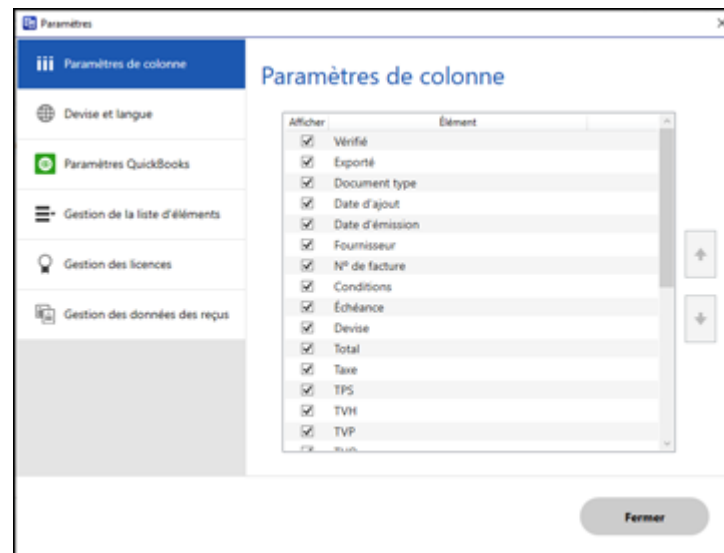 Paramètres
Paramètres de colonne
Devise et langue
Paramètres QuickBooks
Gestion de la liste d'éléments
Gestion des licences
Gestion des données des reçus
Paramètres de colonne
Afficher Élément
Vérifié
Exporté
Document type
Date d'ajout
Date d'émission
Fournisseur
Nº de facture
Conditions
Échéance
Devise
Total
Taxe
TPS
TVH
TVP
Fermer